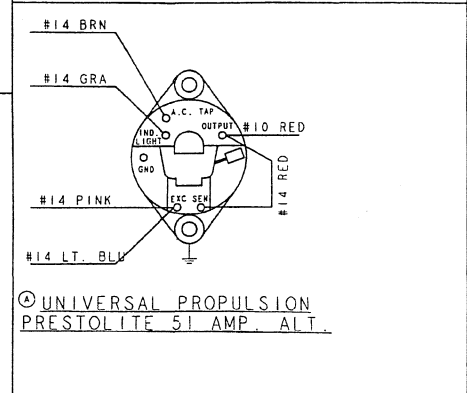 #14 BRN
#14 GRA
A.C. TAP
IND.
LIGHT
OUTPUT
#10 RED
GND
#14 RED
#14 PINK
EXC SEN
#14 LT. BLU
Ⓐ UNIVERSAL PROPULSION
PRESTOLITE 51 AMP. ALT.